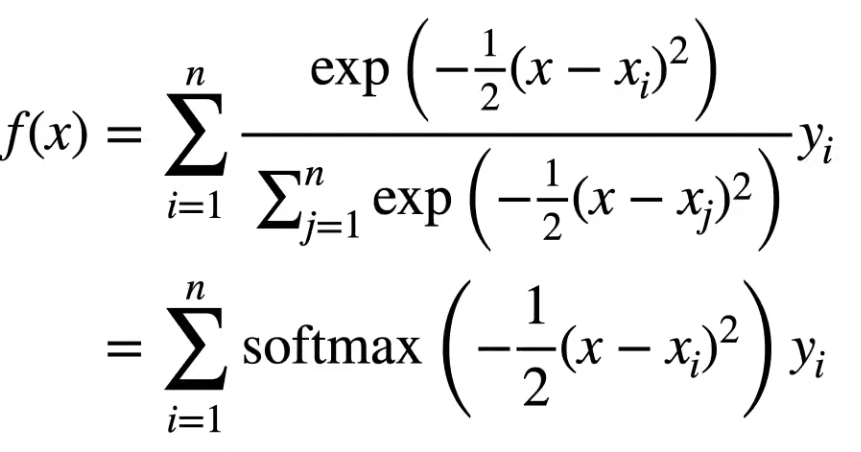 f(x) = \sum_{i=1}^{n} \frac{\exp\left(-\frac{1}{2}(x - x_i)^2\right)}{\sum_{j=1}^{n} \exp\left(-\frac{1}{2}(x - x_j)^2\right)} y_i
= \sum_{i=1}^{n} \text{softmax}\left(-\frac{1}{2}(x - x_i)^2\right) y_i